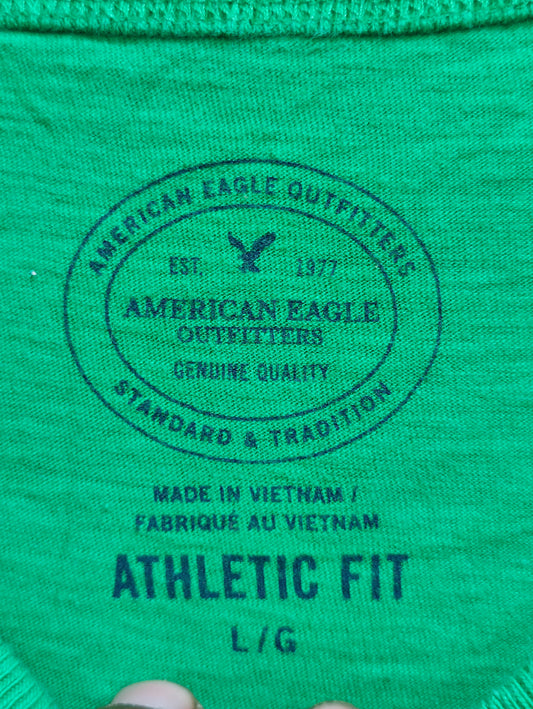 AMERICAN EAGLE OUTFITTERS
EST. 1977
AMERICAN EAGLE
OUTFITTERS
GENUINE QUALITY
STANDARD & TRADITION
MADE IN VIETNAM /
FABRIQUÉ AU VIETNAM
ATHLETIC FIT
L / G